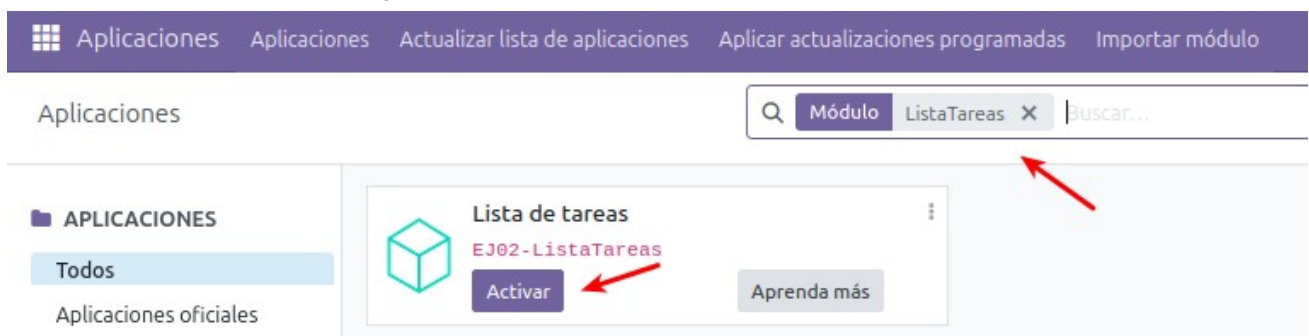 Aplicaciones Aplicaciones Actualizar lista de aplicaciones Aplicar actualizaciones programadas Importar módulo
Aplicaciones
Módulo ListaTareas Buscar...
APLICACIONES
Todos
Aplicaciones oficiales
Lista de tareas
EJ02-ListaTareas
Activar Aprenda más